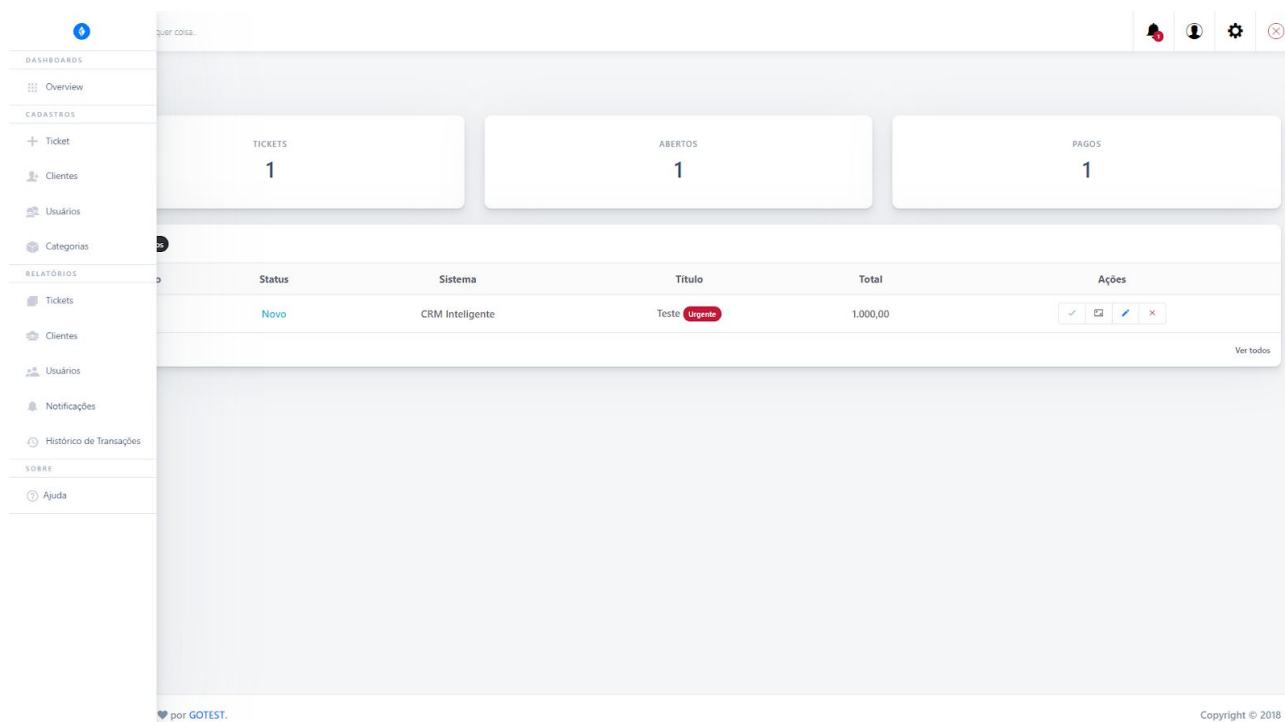 quer coisa..
1
DASHBOARDS
Overview
CADASTROS
Ticket
Clientes
Usuários
Categorias
RELATÓRIOS
Tickets
Clientes
Usuários
Notificações
Histórico de Transações
SOBRE
Ajuda
TICKETS
1
ABERTOS
1
PAGOS
1
os
o Status Sistema Título Total Ações
Novo CRM Inteligente Teste Urgente 1.000,00
Ver todos
por GOTEST.
Copyright © 2018